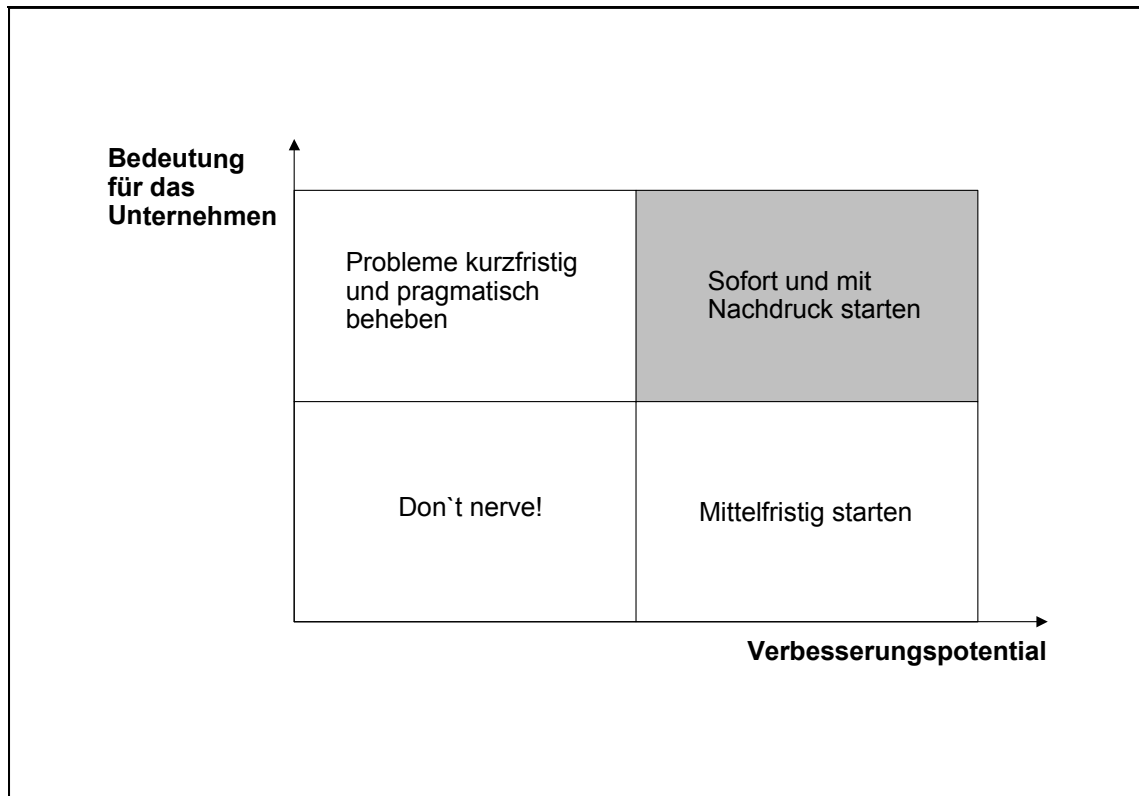 Bedeutung
für das
Unternehmen
Probleme kurzfristig
und pragmatisch
beheben
Sofort und mit
Nachdruck starten
Don`t nerve!
Mittelfristig starten
Verbesserungspotential